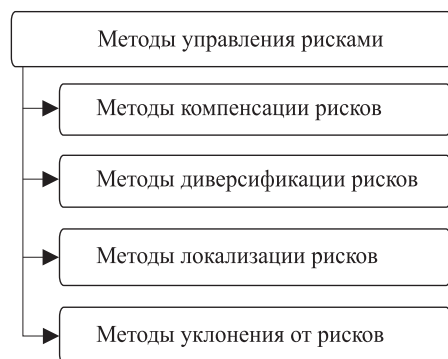 Методы управления рисками
Методы компенсации рисков
Методы диверсификации рисков
Методы локализации рисков
Методы уклонения от рисков